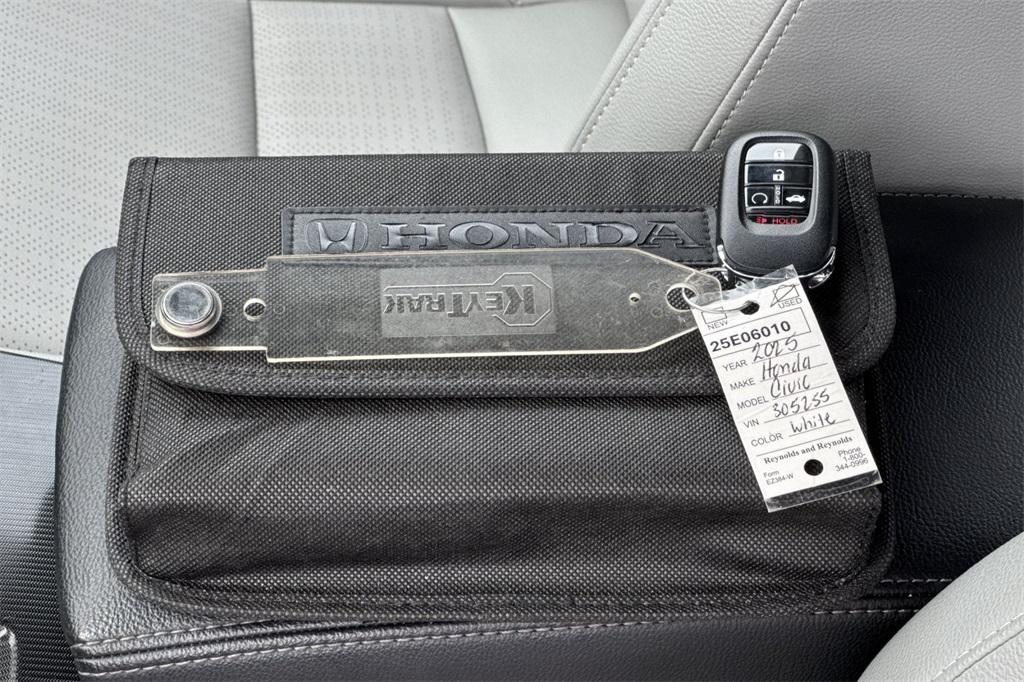 HONDA
HOLD
KEYTRAK
NEW
USED
25E06010
YEAR 2025
MAKE Honda
MODEL Civic
VIN 305255
COLOR White
Reynolds and Reynolds
Form
EZ384-W
Phone
1-800-
344-0996